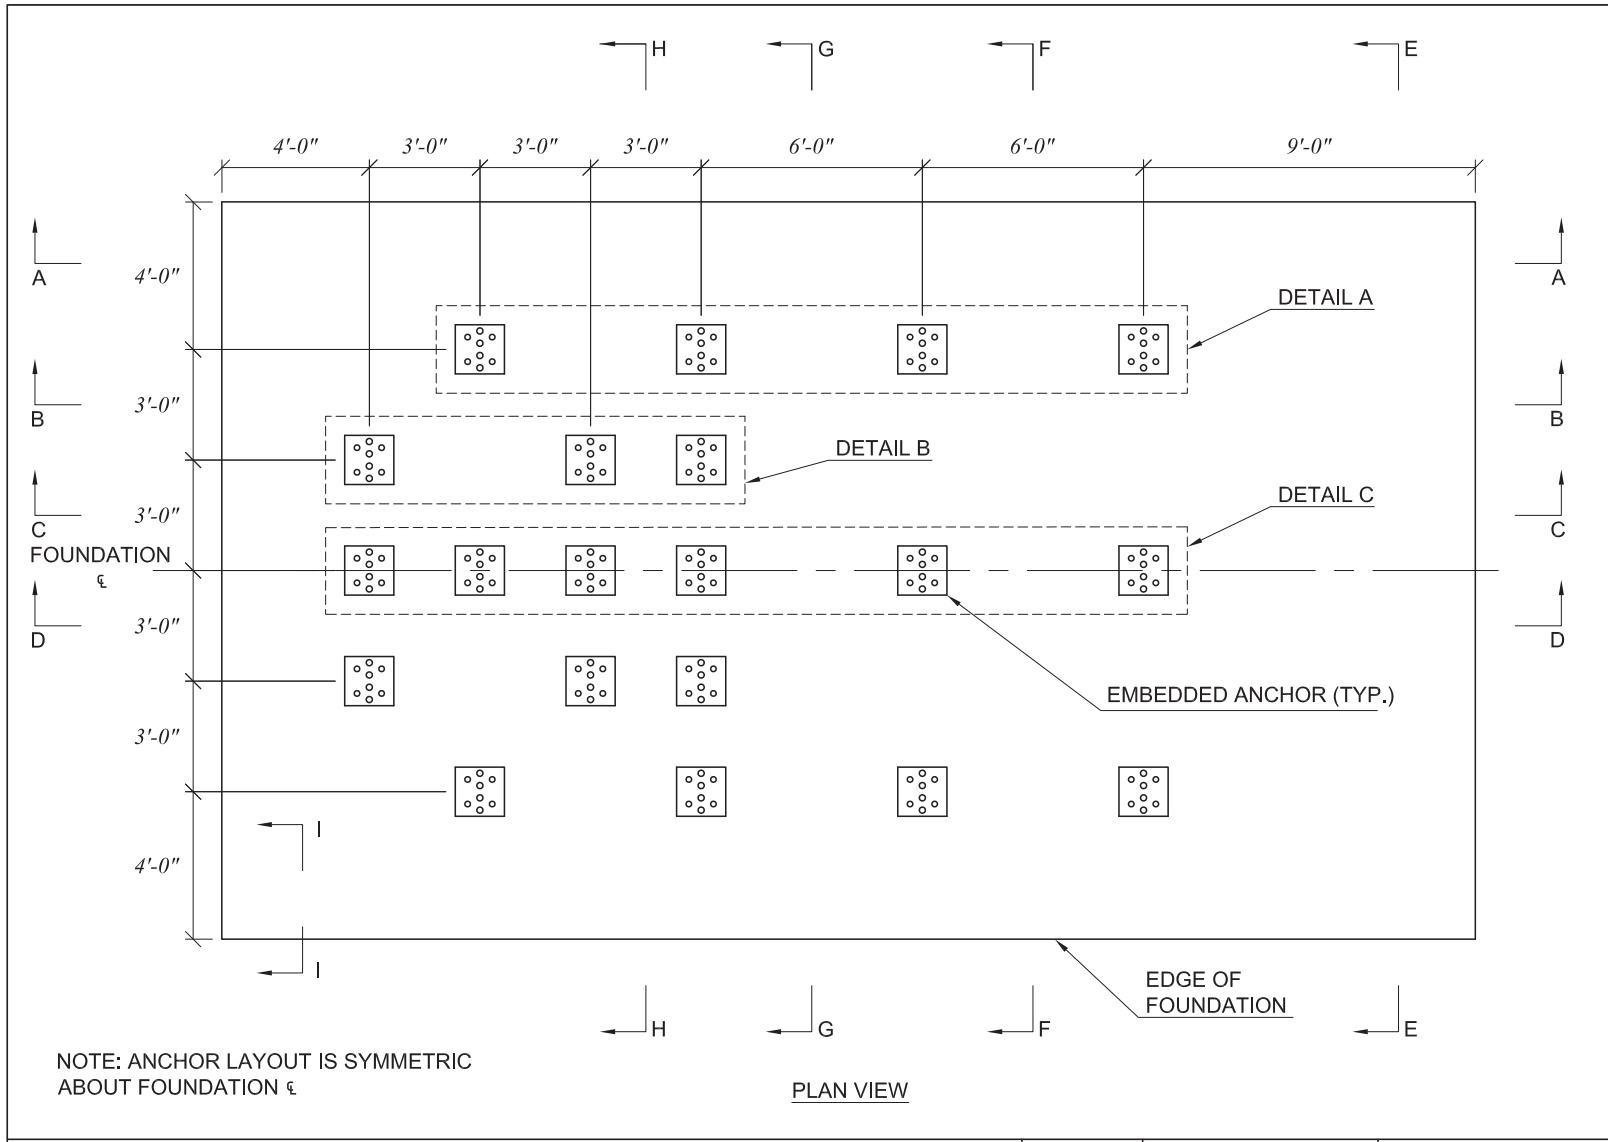 H G F E
4'-0" 3'-0" 3'-0" 3'-0" 6'-0" 6'-0" 9'-0"
A 4'-0" A
DETAIL A
B 3'-0" B
DETAIL B
DETAIL C
C 3'-0" C
FOUNDATION
℄
D 3'-0" D
EMBEDDED ANCHOR (TYP.)
3'-0"
I
4'-0"
I
EDGE OF
FOUNDATION
H G F E
NOTE: ANCHOR LAYOUT IS SYMMETRIC
ABOUT FOUNDATION ℄
PLAN VIEW